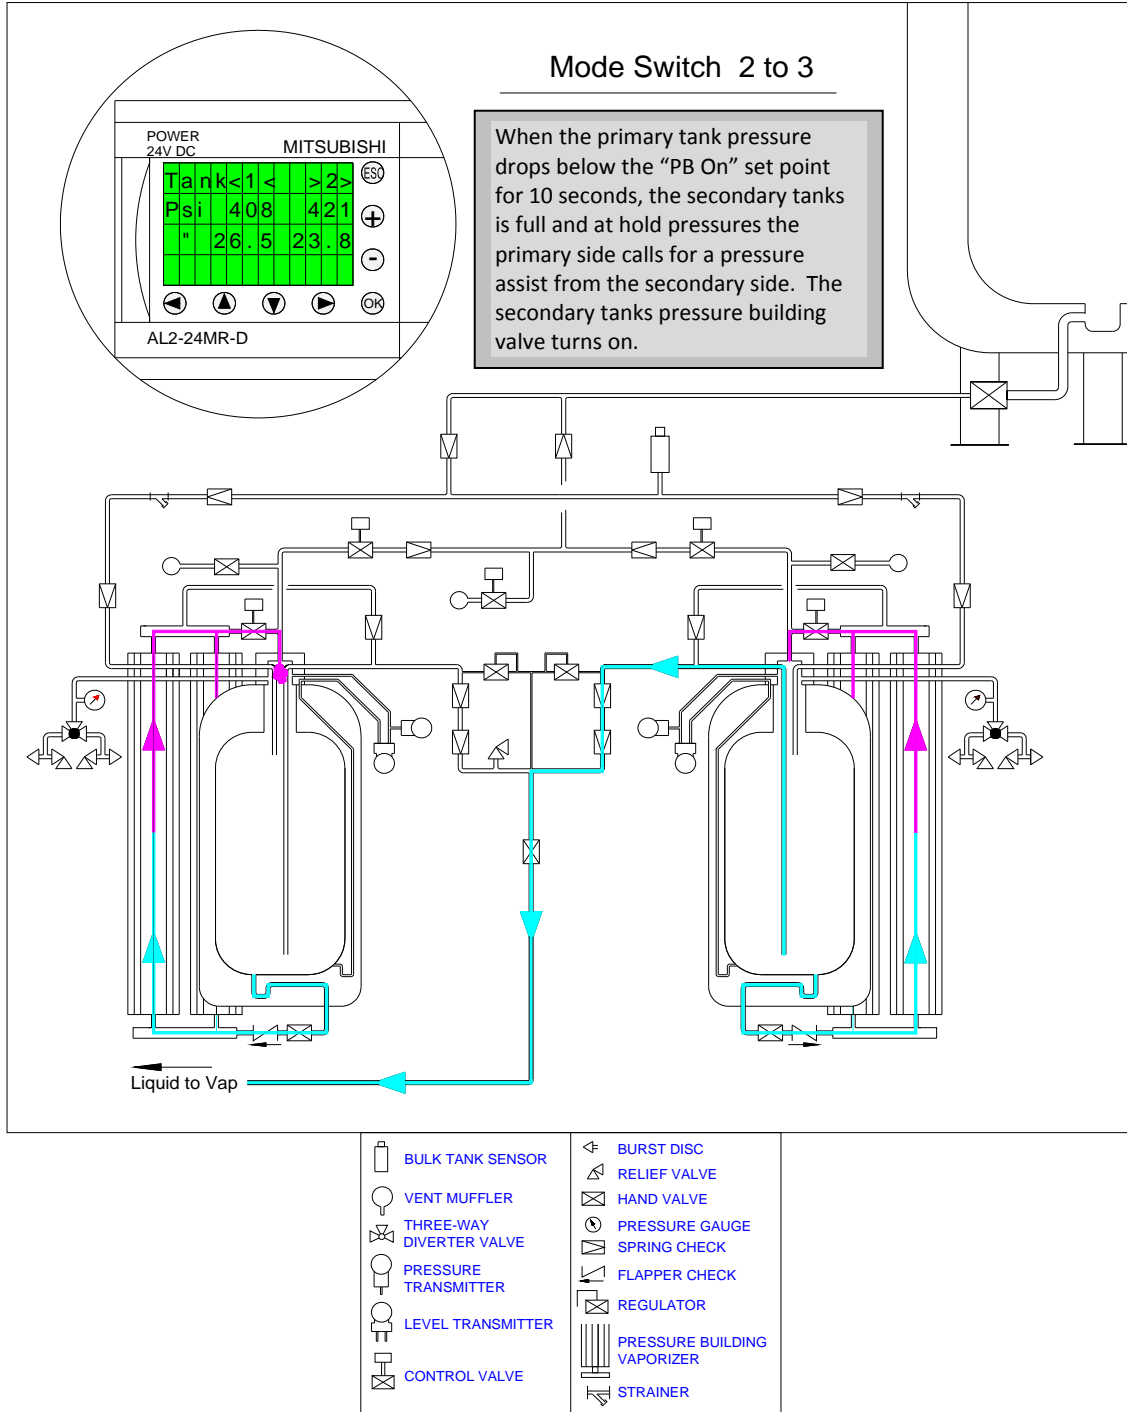 Mode Switch 2 to 3
POWER
24V DC
MITSUBISHI
ESC
Tank<1< >2>
Psi 408 421
" 26.5 23.8
+
-
OK
AL2-24MR-D
When the primary tank pressure
drops below the “PB On” set point
for 10 seconds, the secondary tanks
is full and at hold pressures the
primary side calls for a pressure
assist from the secondary side. The
secondary tanks pressure building
valve turns on.
Liquid to Vap
BULK TANK SENSOR
VENT MUFFLER
THREE-WAY
DIVERTER VALVE
PRESSURE
TRANSMITTER
LEVEL TRANSMITTER
CONTROL VALVE
BURST DISC
RELIEF VALVE
HAND VALVE
PRESSURE GAUGE
SPRING CHECK
FLAPPER CHECK
REGULATOR
PRESSURE BUILDING
VAPORIZER
STRAINER